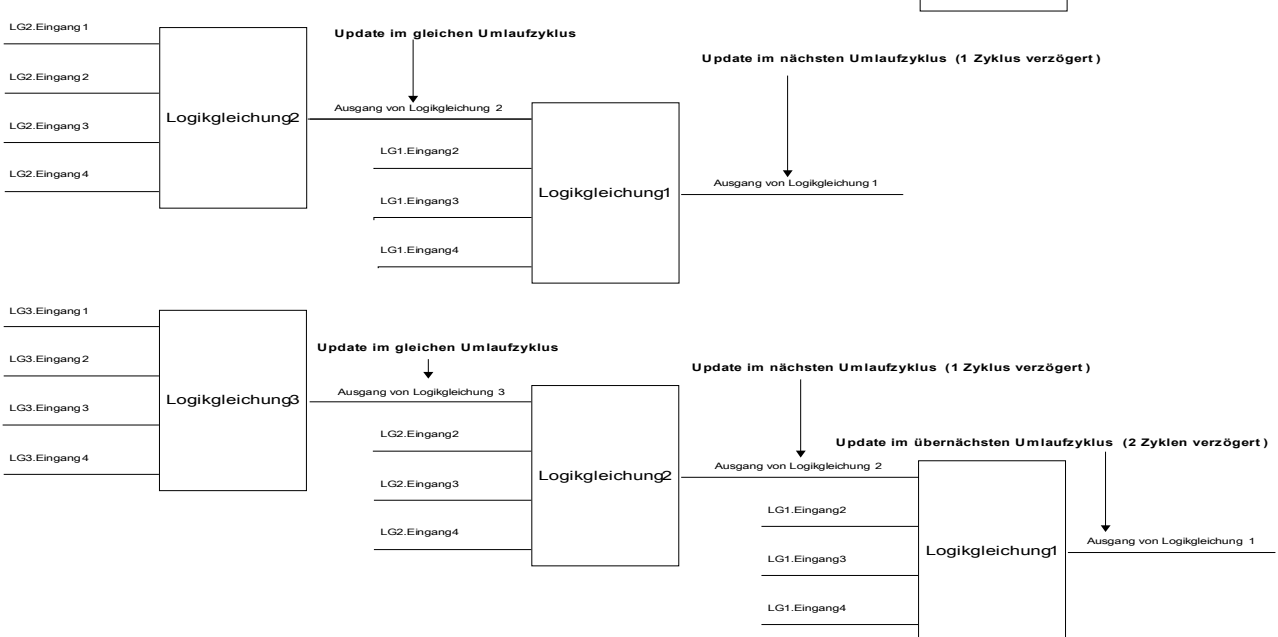 LG2.Eingang1
Update im gleichen Umlaufzyklus
Update im nächsten Umlaufzyklus (1 Zyklus verzögert)
LG2.Eingang2
Ausgang von Logikgleichung 2
Logikgleichung2
LG2.Eingang3
LG1.Eingang2
LG2.Eingang4
Ausgang von Logikgleichung 1
Logikgleichung1
LG1.Eingang3
LG1.Eingang4
LG3.Eingang1
Update im gleichen Umlaufzyklus
LG3.Eingang2
Update im nächsten Umlaufzyklus (1 Zyklus verzögert)
Ausgang von Logikgleichung 3
Logikgleichung3
LG3.Eingang3
LG2.Eingang2
Update im übernächsten Umlaufzyklus (2 Zyklen verzögert)
LG3.Eingang4
Ausgang von Logikgleichung 2
Logikgleichung2
LG2.Eingang3
LG1.Eingang2
LG2.Eingang4
Ausgang von Logikgleichung 1
Logikgleichung1
LG1.Eingang3
LG1.Eingang4